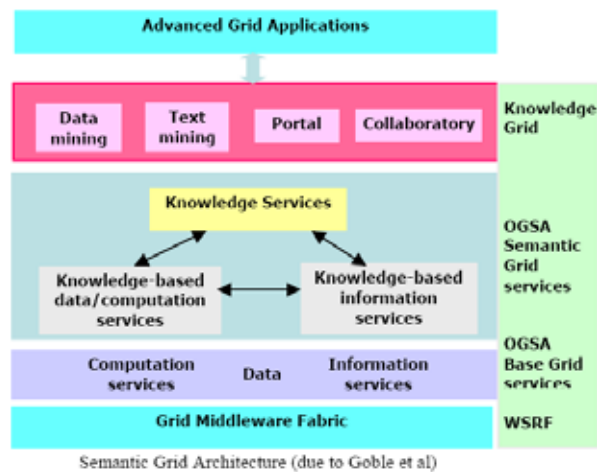 Advanced Grid Applications
Data
mining
Text
mining
Portal
Collaboratory
Knowledge
Grid
Knowledge Services
Knowledge-based
data/computation
services
Knowledge-based
information
services
OGSA
Semantic
Grid
services
Computation
services
Data
Information
services
OGSA
Base Grid
services
Grid Middleware Fabric
WSRF
Semantic Grid Architecture (due to Goble et al)